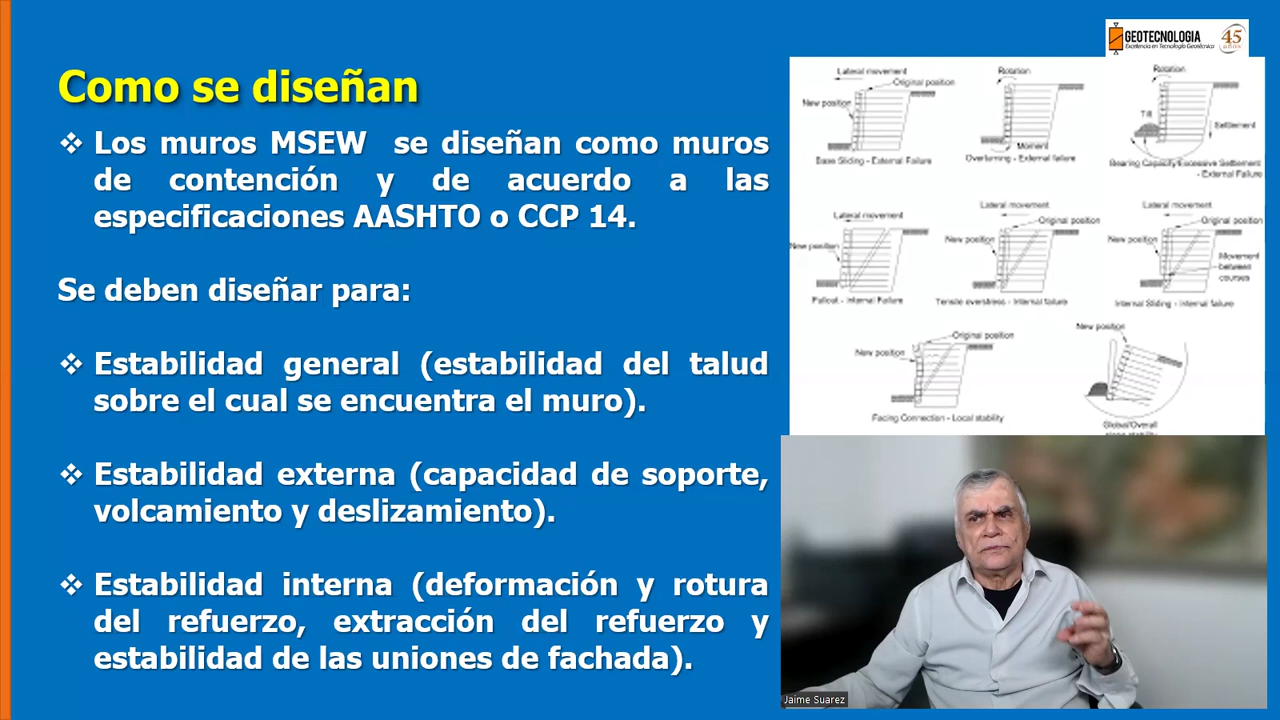 GEOTECNOLOGIA
Excelencia en Tecnología Geotécnica
45
años
Como se diseñan
❖ Los muros MSEW se diseñan como muros
de contención y de acuerdo a las
especificaciones AASHTO o CCP 14.
Se deben diseñar para:
❖ Estabilidad general (estabilidad del talud
sobre el cual se encuentra el muro).
❖ Estabilidad externa (capacidad de soporte,
volcamiento y deslizamiento).
❖ Estabilidad interna (deformación y rotura
del refuerzo, extracción del refuerzo y
estabilidad de las uniones de fachada).
Lateral movement
Original position
New position
Base Sliding - External Failure
Rotation
Moment
Overturning - External failure
Rotation
Tilt
Settlement
Bearing Capacity/Excessive Settlement
- External Failure
Lateral movement
New position
Pullout - Internal Failure
Lateral movement
Original position
New position
Tensile overstress - Internal failure
Lateral movement
Original position
New position
Movement
between
courses
Internal Sliding - Internal failure
Original position
New position
Facing Connection - Local stability
New position
Global/Overall
Jaime Suarez